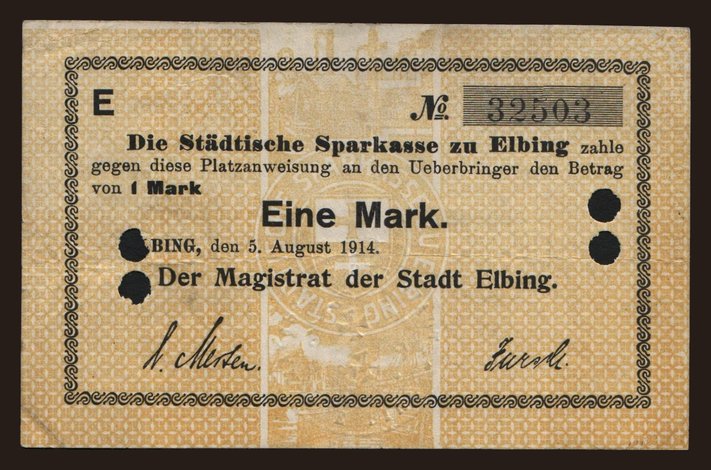 E
No. 32503
Die Städtische Sparkasse zu Elbing zahle
gegen diese Platzanweisung an den Ueberbringer den Betrag
von 1 Mark
Eine Mark.
BING, den 5. August 1914.
Der Magistrat der Stadt Elbing.